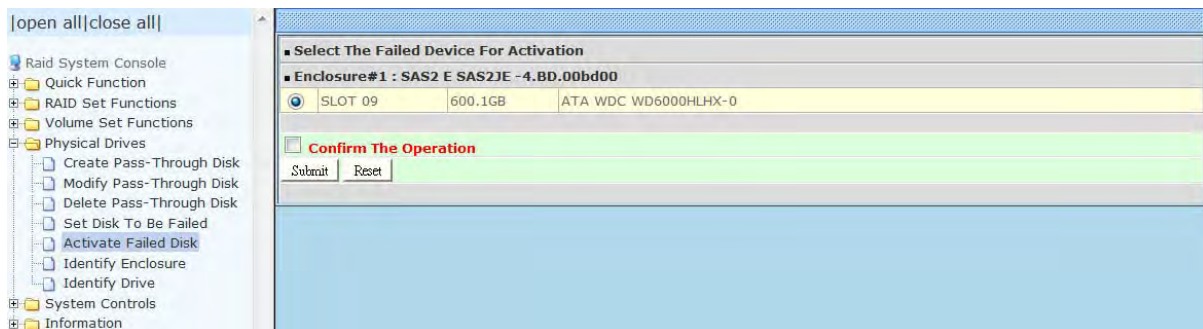 |open all|close all|
Raid System Console
Quick Function
RAID Set Functions
Volume Set Functions
Physical Drives
Create Pass-Through Disk
Modify Pass-Through Disk
Delete Pass-Through Disk
Set Disk To Be Failed
Activate Failed Disk
Identify Enclosure
Identify Drive
System Controls
Information
Select The Failed Device For Activation
Enclosure#1 : SAS2 E SAS2JE -4.BD.00bd00
SLOT 09 600.1GB ATA WDC WD6000HLHX-0
Confirm The Operation
Submit Reset